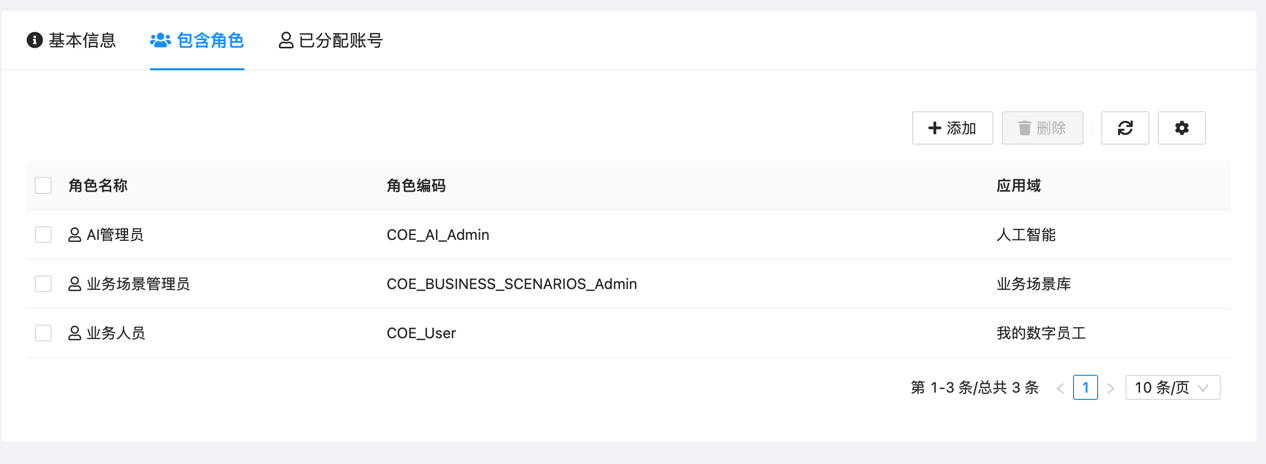 基本信息 包含角色 已分配账号
添加 删除
角色名称 角色编码 应用域
AI管理员 COE_AI_Admin 人工智能
业务场景管理员 COE_BUSINESS_SCENARIOS_Admin 业务场景库
业务人员 COE_User 我的数字员工
第 1-3 条/总共 3 条 1 10 条/页